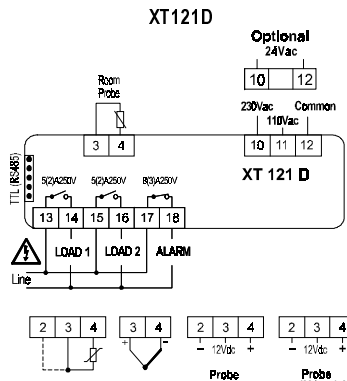 XT121D
Optional
24Vac
10 12
Room
Probe
230Vac Common
110Vac
3 4
10 11 12
XT 121 D
TTL (RS485)
5(2)A250V 5(2)A250V 8(3)A250V
13 14 15 16 17 18
LOAD 1 LOAD 2 ALARM
Line
2 3 4
3 4
2 3 4
2 3 4
+ -
- 12Vdc +
- 12Vdc +
Probe
Probe